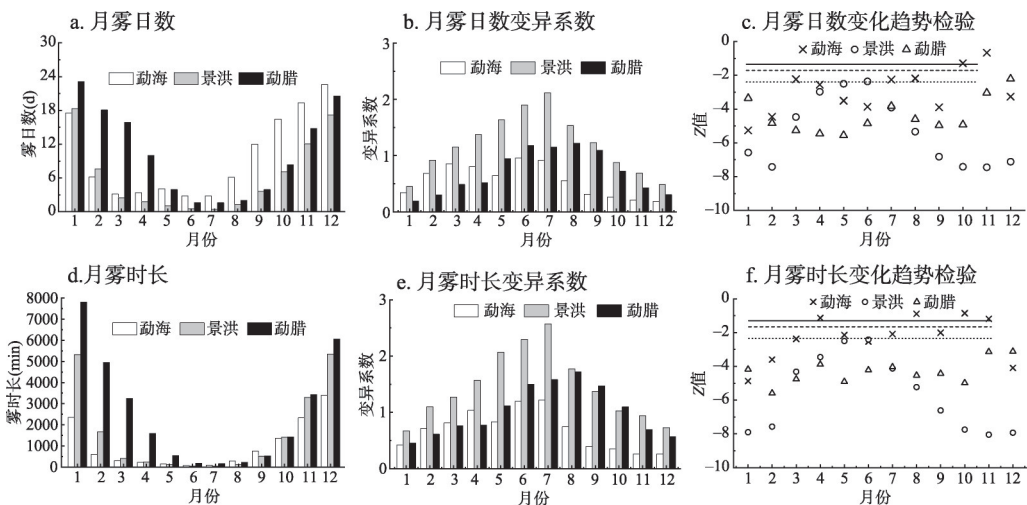 a. 月雾日数
30
24
18
12
6
0
雾日数(d)
勐海 景洪 勐腊
1 2 3 4 5 6 7 8 9 10 11 12
月份
b. 月雾日数变异系数
3
2
1
0
变异系数
勐海 景洪 勐腊
1 2 3 4 5 6 7 8 9 10 11 12
月份
c. 月雾日数变化趋势检验
0
−2
−4
−6
−8
−10
Z值
勐海 景洪 勐腊
1 2 3 4 5 6 7 8 9 10 11 12
月份
d.月雾时长
8000
7000
6000
5000
4000
3000
2000
1000
0
雾时长(min)
勐海 景洪 勐腊
1 2 3 4 5 6 7 8 9 10 11 12
月份
e. 月雾时长变异系数
3
2
1
0
变异系数
勐海 景洪 勐腊
1 2 3 4 5 6 7 8 9 10 11 12
月份
f. 月雾时长变化趋势检验
0
−2
−4
−6
−8
−10
Z值
勐海 景洪 勐腊
1 2 3 4 5 6 7 8 9 10 11 12
月份